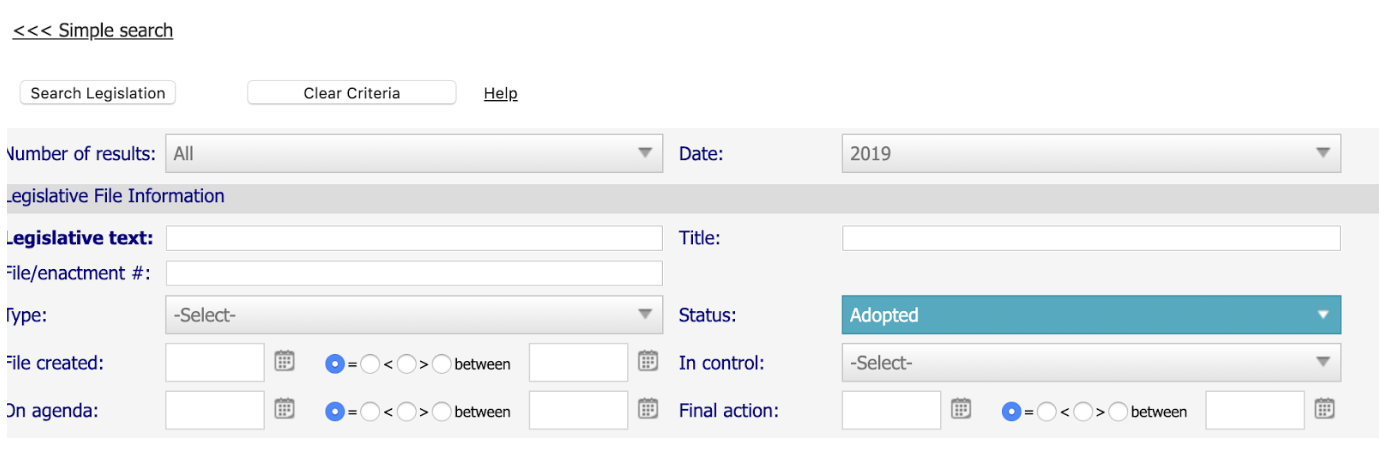 <<< Simple search
Search Legislation Clear Criteria Help
Number of results: All Date: 2019
Legislative File Information
Legislative text: Title:
File/enactment #:
Type: -Select- Status: Adopted
File created: = < > between In control: -Select-
On agenda: = < > between Final action: = < > between